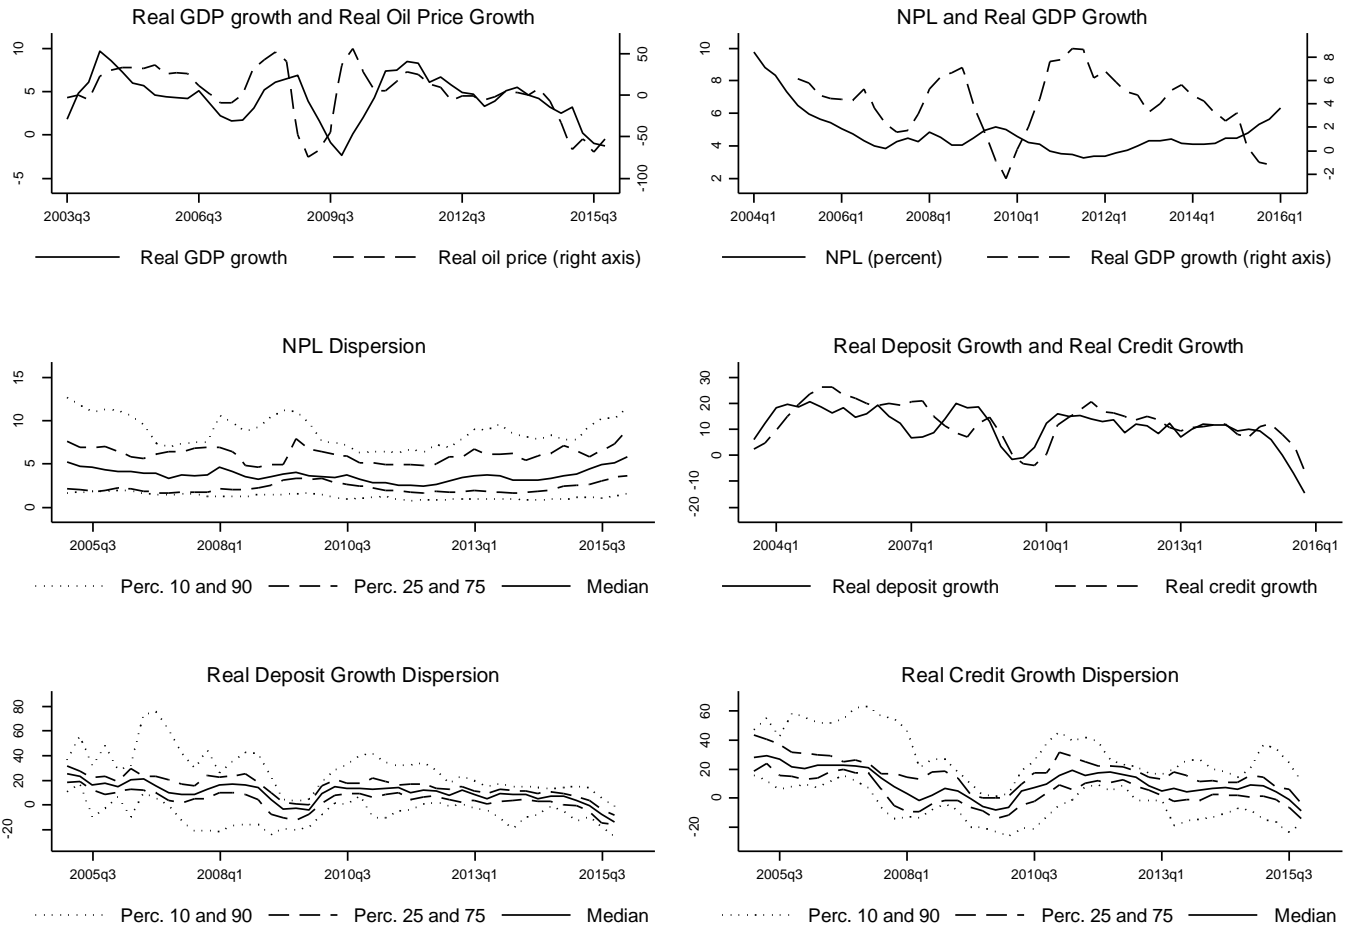 Real GDP growth and Real Oil Price Growth
10
5
0
-5
50
0
-50
-100
2003q3 2006q3 2009q3 2012q3 2015q3
Real GDP growth Real oil price (right axis)
NPL and Real GDP Growth
10
8
6
4
2
8
6
4
2
0
-2
2004q1 2006q1 2008q1 2010q1 2012q1 2014q1 2016q1
NPL (percent) Real GDP growth (right axis)
NPL Dispersion
15
10
5
0
2005q3 2008q1 2010q3 2013q1 2015q3
Perc. 10 and 90 Perc. 25 and 75 Median
Real Deposit Growth and Real Credit Growth
30
20
10
0
-10
-20
2004q1 2007q1 2010q1 2013q1 2016q1
Real deposit growth Real credit growth
Real Deposit Growth Dispersion
80
60
40
20
0
-20
2005q3 2008q1 2010q3 2013q1 2015q3
Perc. 10 and 90 Perc. 25 and 75 Median
Real Credit Growth Dispersion
60
40
20
0
-20
2005q3 2008q1 2010q3 2013q1 2015q3
Perc. 10 and 90 Perc. 25 and 75 Median